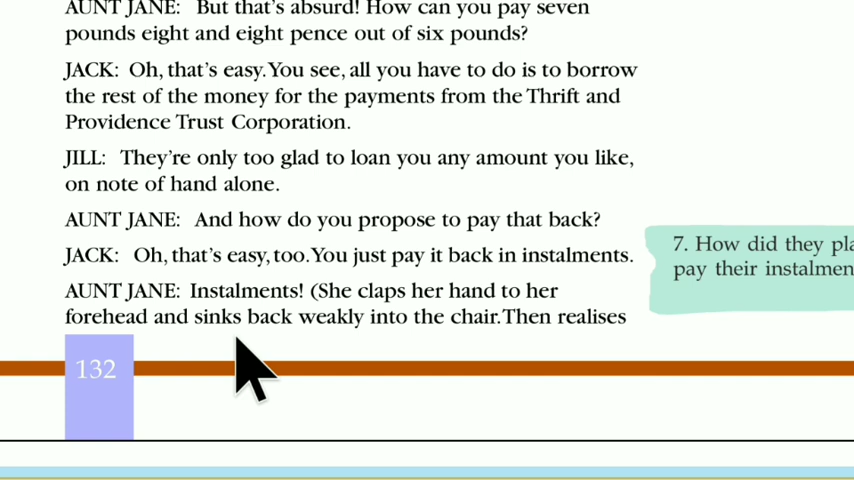 AUNT JANE: But that's absurd! How can you pay seven
pounds eight and eight pence out of six pounds?
JACK: Oh, that's easy. You see, all you have to do is to borrow
the rest of the money for the payments from the Thrift and
Providence Trust Corporation.
JILL: They're only too glad to loan you any amount you like,
on note of hand alone.
AUNT JANE: And how do you propose to pay that back?
JACK: Oh, that's easy, too. You just pay it back in instalments.
AUNT JANE: Instalments! (She claps her hand to her
forehead and sinks back weakly into the chair. Then realises
7. How did they
pay their
132